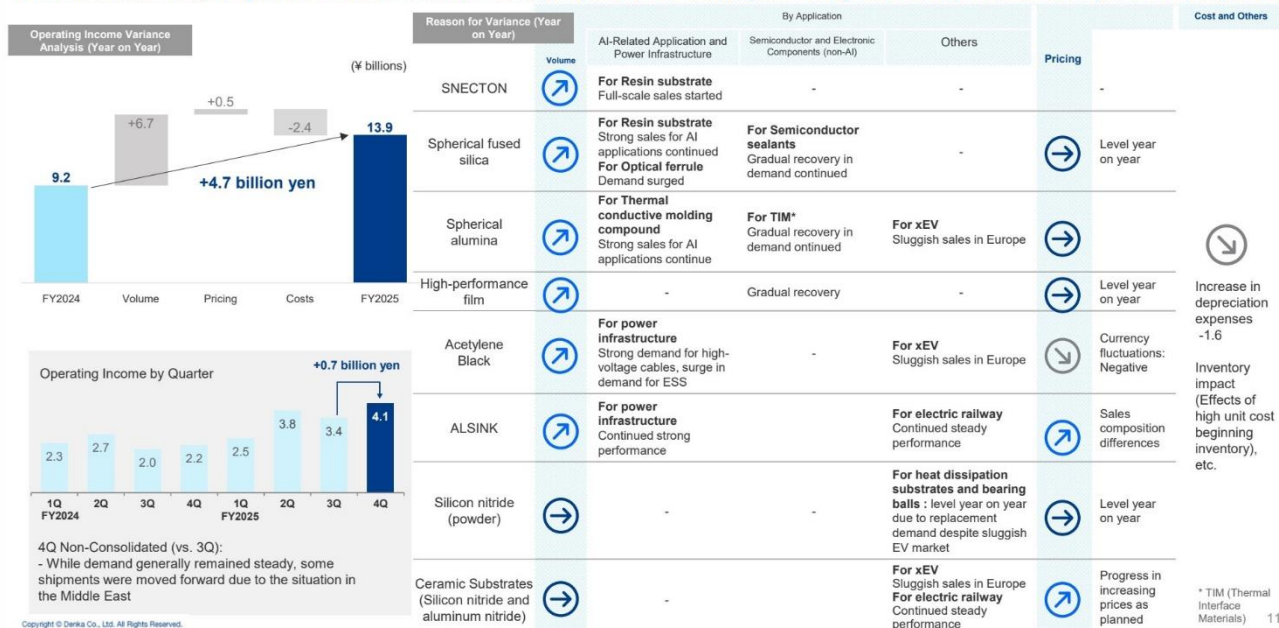 Operating Income Variance
Analysis (Year on Year)
(¥ billions)
9.2
+6.7
+0.5
-2.4
13.9
+4.7 billion yen
FY2024
Volume
Pricing
Costs
FY2025
Operating Income by Quarter
+0.7 billion yen
2.3
2.7
2.0
2.2
2.5
3.8
3.4
4.1
1Q
2Q
3Q
4Q
1Q
2Q
3Q
4Q
FY2024
FY2025
4Q Non-Consolidated (vs. 3Q):
- While demand generally remained steady, some
shipments were moved forward due to the situation in
the Middle East
Copyright © Denka Co., Ltd. All Rights Reserved.
Reason for Variance (Year
on Year)
Volume
By Application
AI-Related Application and
Power Infrastructure
Semiconductor and Electronic
Components (non-AI)
Others
Pricing
Cost and Others
SNECTON
For Resin substrate
Full-scale sales started
-
-
-
Spherical fused
silica
For Resin substrate
Strong sales for AI
applications continued
For Optical ferrule
Demand surged
For Semiconductor
sealants
Gradual recovery in
demand continued
-
Level year
on year
Spherical
alumina
For Thermal
conductive molding
compound
Strong sales for AI
applications continue
For TIM*
Gradual recovery in
demand ontinued
For xEV
Sluggish sales in Europe
High-performance
film
-
Gradual recovery
-
Level year
on year
Acetylene
Black
For power
infrastructure
Strong demand for high-
voltage cables, surge in
demand for ESS
-
For xEV
Sluggish sales in Europe
Currency
fluctuations:
Negative
ALSINK
For power
infrastructure
Continued strong
performance
For electric railway
Continued steady
performance
Sales
composition
differences
Silicon nitride
(powder)
-
-
For heat dissipation
substrates and bearing
balls : level year on year
due to replacement
demand despite sluggish
EV market
Level year
on year
Ceramic Substrates
(Silicon nitride and
aluminum nitride)
-
For xEV
Sluggish sales in Europe
For electric railway
Continued steady
performance
Progress in
increasing
prices as
planned
Increase in
depreciation
expenses
-1.6
Inventory
impact
(Effects of
high unit cost
beginning
inventory),
etc.
* TIM (Thermal
Interface
Materials)
11